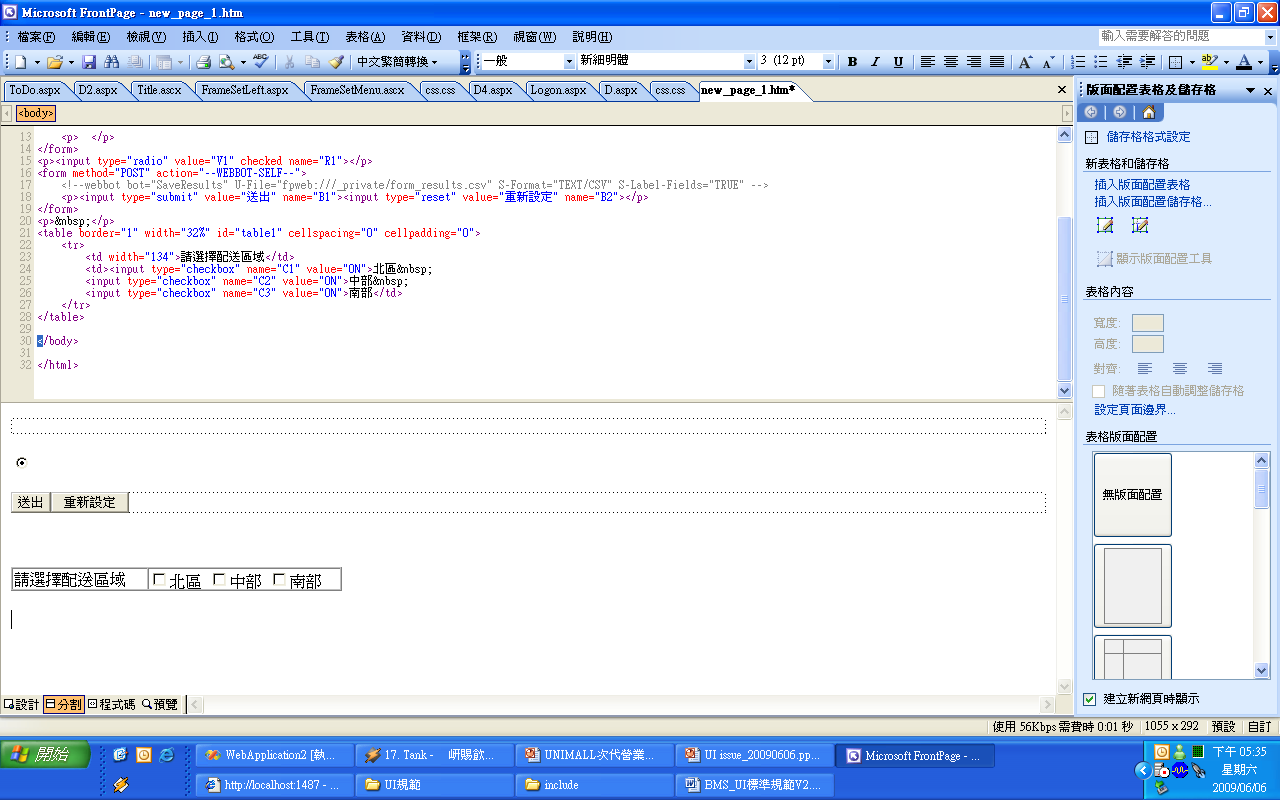 Microsoft FrontPage - new_page_1.htm
檔案(F) 編輯(E) 檢視(V) 插入(I) 格式(O) 工具(T) 表格(A) 資料(D) 框架(R) 視窗(W) 說明(H) 輸入需要解答的問題
中文繁簡轉換 一般 新細明體 3 (12 pt) B I U A A ab A
ToDo.aspx D2.aspx Title.ascx FrameSetLeft.aspx FrameSetMenu.ascx css.css D4.aspx Logon.aspx D.aspx css.css new_page_1.htm*
<body>
13 <p> </p>
14 </form>
15 <p><input type="radio" value="V1" checked name="R1"></p>
16 <form method="POST" action="--WEBBOT-SELF--">
17 <!--webbot bot="SaveResults" U-File="fpweb:///_private/form_results.csv" S-Format="TEXT/CSV" S-Label-Fields="TRUE" -->
18 <p><input type="submit" value="送出" name="B1"><input type="reset" value="重新設定" name="B2"></p>
19 </form>
20 <p>&nbsp;</p>
21 <table border="1" width="32%" id="table1" cellspacing="0" cellpadding="0">
22 <tr>
23 <td width="134">請選擇配送區域</td>
24 <td><input type="checkbox" name="C1" value="ON">北區&nbsp;
25 <input type="checkbox" name="C2" value="ON">中部&nbsp;
26 <input type="checkbox" name="C3" value="ON">南部</td>
27 </tr>
28 </table>
29
30 </body>
31
32 </html>
送出 重新設定
請選擇配送區域 北區 中部 南部
設計 分割 程式碼 預覽
版面配置表格及儲存格
儲存格格式設定
新表格和儲存格
插入版面配置表格
插入版面配置儲存格...
顯示版面配置工具
表格內容
寬度:
高度:
對齊:
隨著表格自動調整儲存格
設定頁面邊界...
表格版面配置
無版面配置
建立新網頁時顯示
使用 56Kbps 需費時 0:01 秒 1055 x 292 預設 自訂
開始 WebApplication2 [執... 17. Tank - 岍賜歆... UNIMALL次代營業... UI issue_20090606.pp... Microsoft FrontPage - ...
http://localhost:1487 - ... UI規範 include BMS_UI標準規範V2....
下午 05:35
星期六
2009/06/06